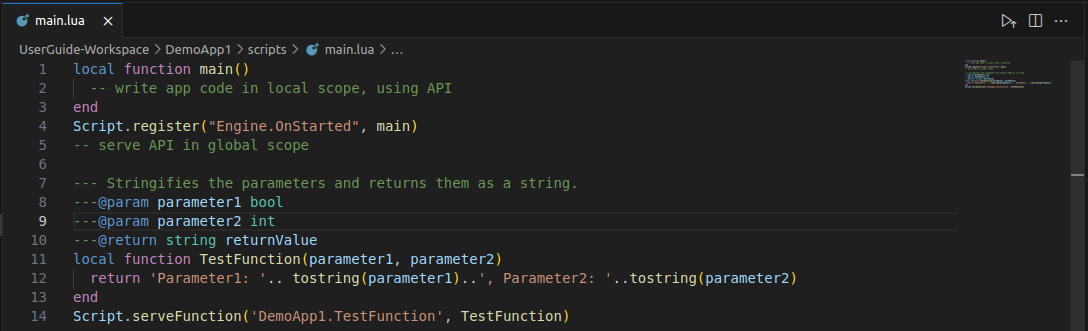 main.lua
UserGuide-Workspace > DemoApp1 > scripts > main.lua > ...
1 local function main()
2   -- write app code in local scope, using API
3 end
4 Script.register("Engine.OnStarted", main)
5 -- serve API in global scope
6
7 --- Stringifies the parameters and returns them as a string.
8 ---@param parameter1 bool
9 ---@param parameter2 int
10 ---@return string returnValue
11 local function TestFunction(parameter1, parameter2)
12   return 'Parameter1: '.. tostring(parameter1)..', Parameter2: '..tostring(parameter2)
13 end
14 Script.serveFunction('DemoApp1.TestFunction', TestFunction)